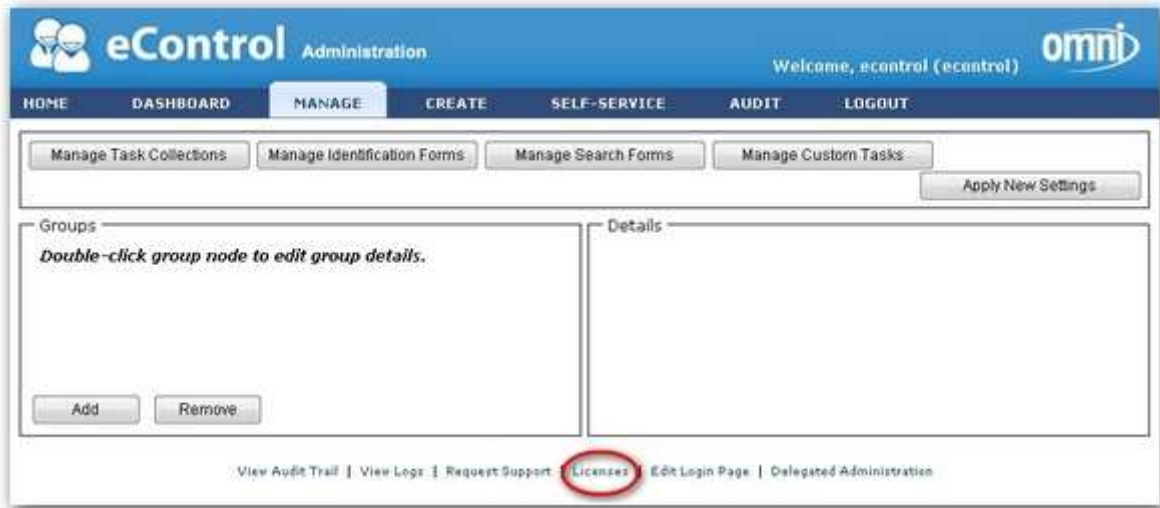 eControl Administration
Welcome, econtrol (econtrol)
omni
HOME DASHBOARD MANAGE CREATE SELF-SERVICE AUDIT LOGOUT
Manage Task Collections Manage Identification Forms Manage Search Forms Manage Custom Tasks
Apply New Settings
Groups Details
Double-click group node to edit group details.
Add Remove
View Audit Trail | View Logs | Request Support | Licenses | Edit Login Page | Delegated Administration